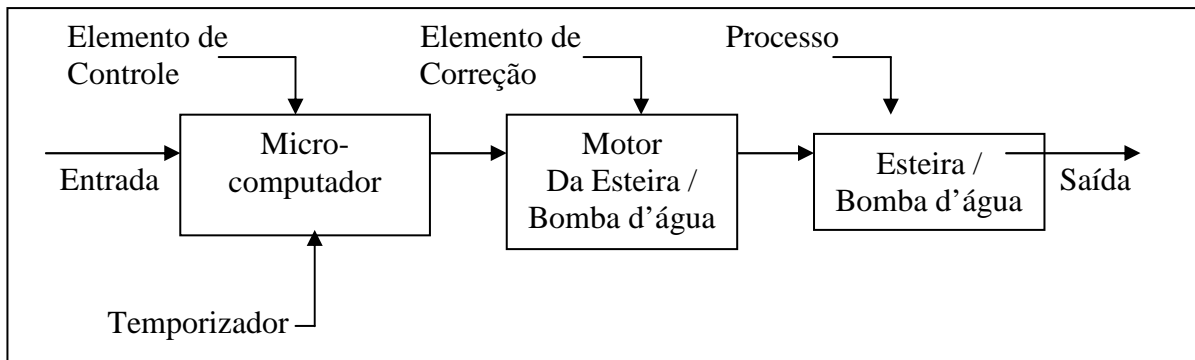 Elemento de
Controle
Elemento de
Correção
Processo
Entrada
Micro-
computador
Motor
Da Esteira /
Bomba d'água
Esteira /
Bomba d'água
Saída
Temporizador